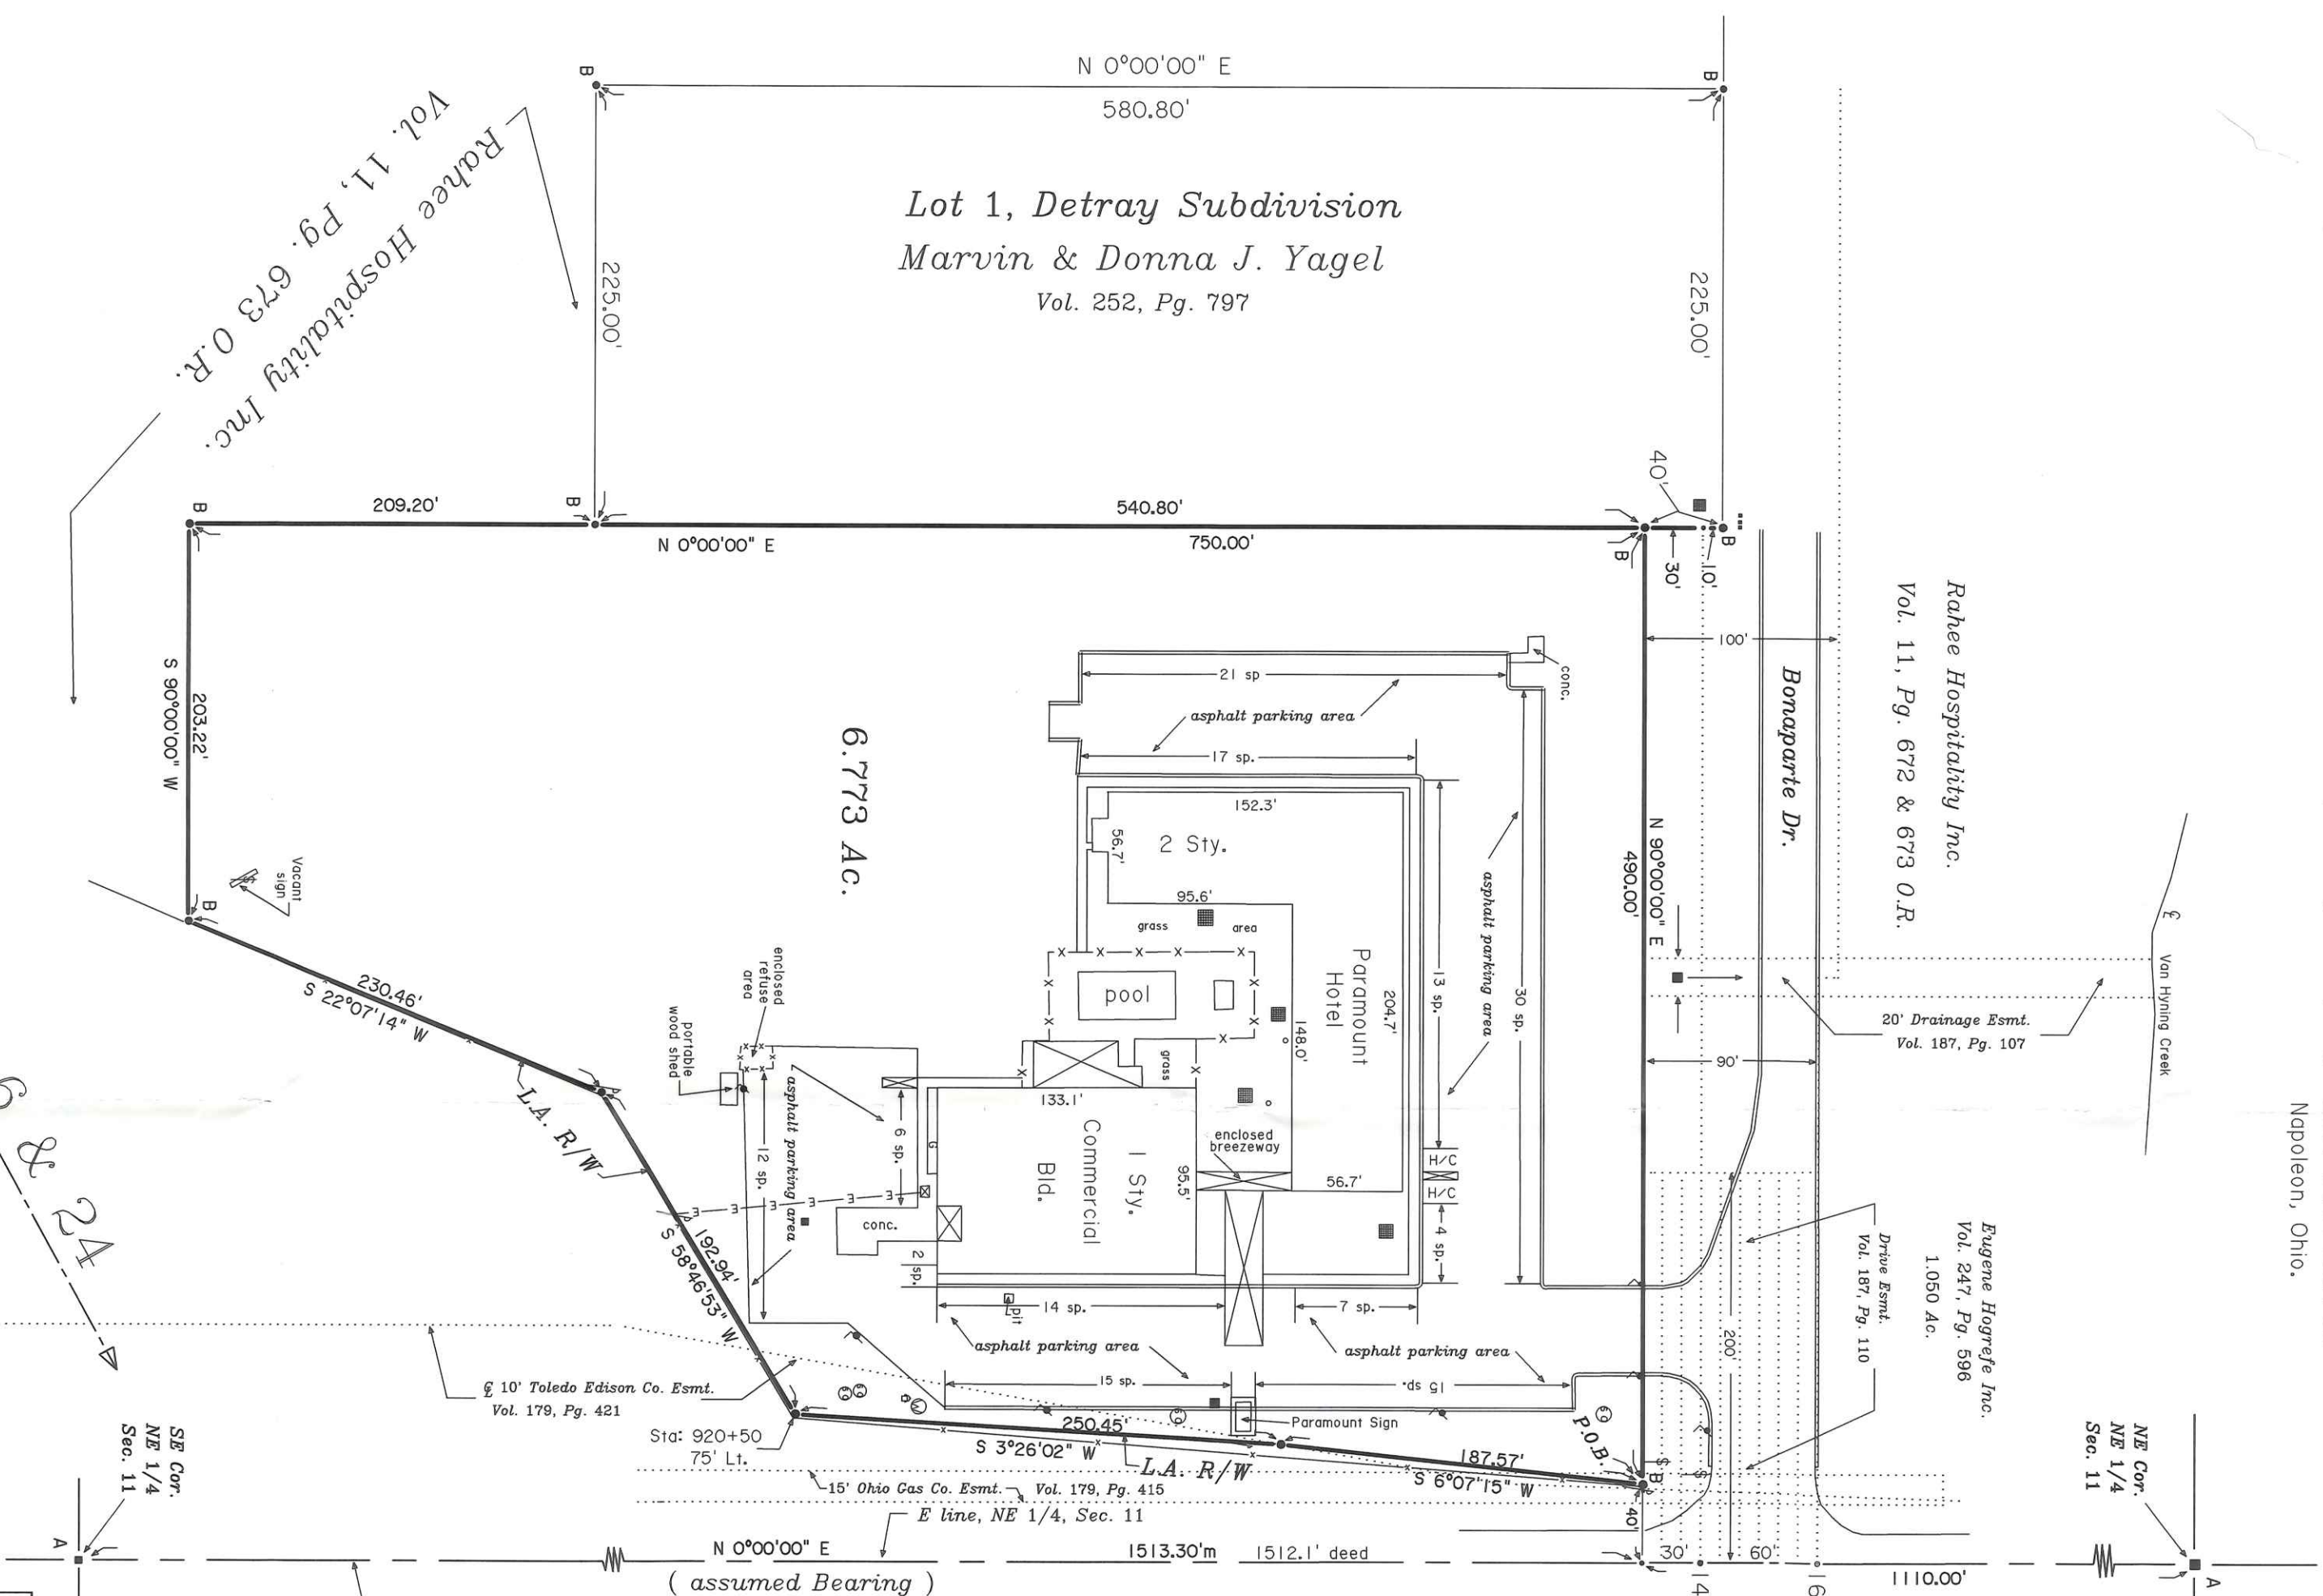 N 0°00'00" E
580.80'
B
B
Lot 1, Detray Subdivision
Marvin & Donna J. Yagel
Vol. 252, Pg. 797
225.00'
225.00'
Rahee Hospitality Inc.
Vol. 11, Pg. 673 O.R.
40'
B
209.20'
B
540.80'
N 0°00'00" E
750.00'
B
B
30'
10'
S 90°00'00" W
203.22'
B
Vacant
sign
6.773 Ac.
21 sp
conc.
asphalt parking area
17 sp.
152.3'
56.7'
2 Sty.
95.6'
grass area
pool
Paramount
Hotel
204.7'
148.0'
13 sp.
asphalt parking area
30 sp.
N 90°00'00" E
490.00'
100'
Bonaparte Dr.
Rahee Hospitality Inc.
Vol. 11, Pg. 672 & 673 O.R.
℄ Van Hyning Creek
20' Drainage Esmt.
Vol. 187, Pg. 107
90'
Napoleon, Ohio.
230.46'
S 22°07'14" W
L.A. R/W
enclosed
refuse
area
portable
wood shed
asphalt parking area
12 sp.
6 sp.
G
grass
133.1'
1 Sty.
Commercial
Bld.
95.5'
enclosed
breezeway
56.7'
H/C
H/C
4 sp.
conc.
2 sp.
E E E E
192.94'
S 58°46'53" W
& 24
pit
14 sp.
7 sp.
asphalt parking area
asphalt parking area
15 sp.
15 sp.
Paramount Sign
200'
Drive Esmt.
Vol. 187, Pg. 110
Eugene Hogrefe Inc.
Vol. 247, Pg. 596
1.050 Ac.
℄ 10' Toledo Edison Co. Esmt.
Vol. 179, Pg. 421
Sta: 920+50
75' Lt.
250.45'
S 3°26'02" W
L.A. R/W
187.57'
S 6°07'15" W
P.O.B.
B
S
S
15' Ohio Gas Co. Esmt. Vol. 179, Pg. 415
E line, NE 1/4, Sec. 11
SE Cor.
NE 1/4
Sec. 11
NE Cor.
NE 1/4
Sec. 11
A
N 0°00'00" E
( assumed Bearing )
1513.30'm 1512.1' deed
40'
30'
60'
1110.00'
A